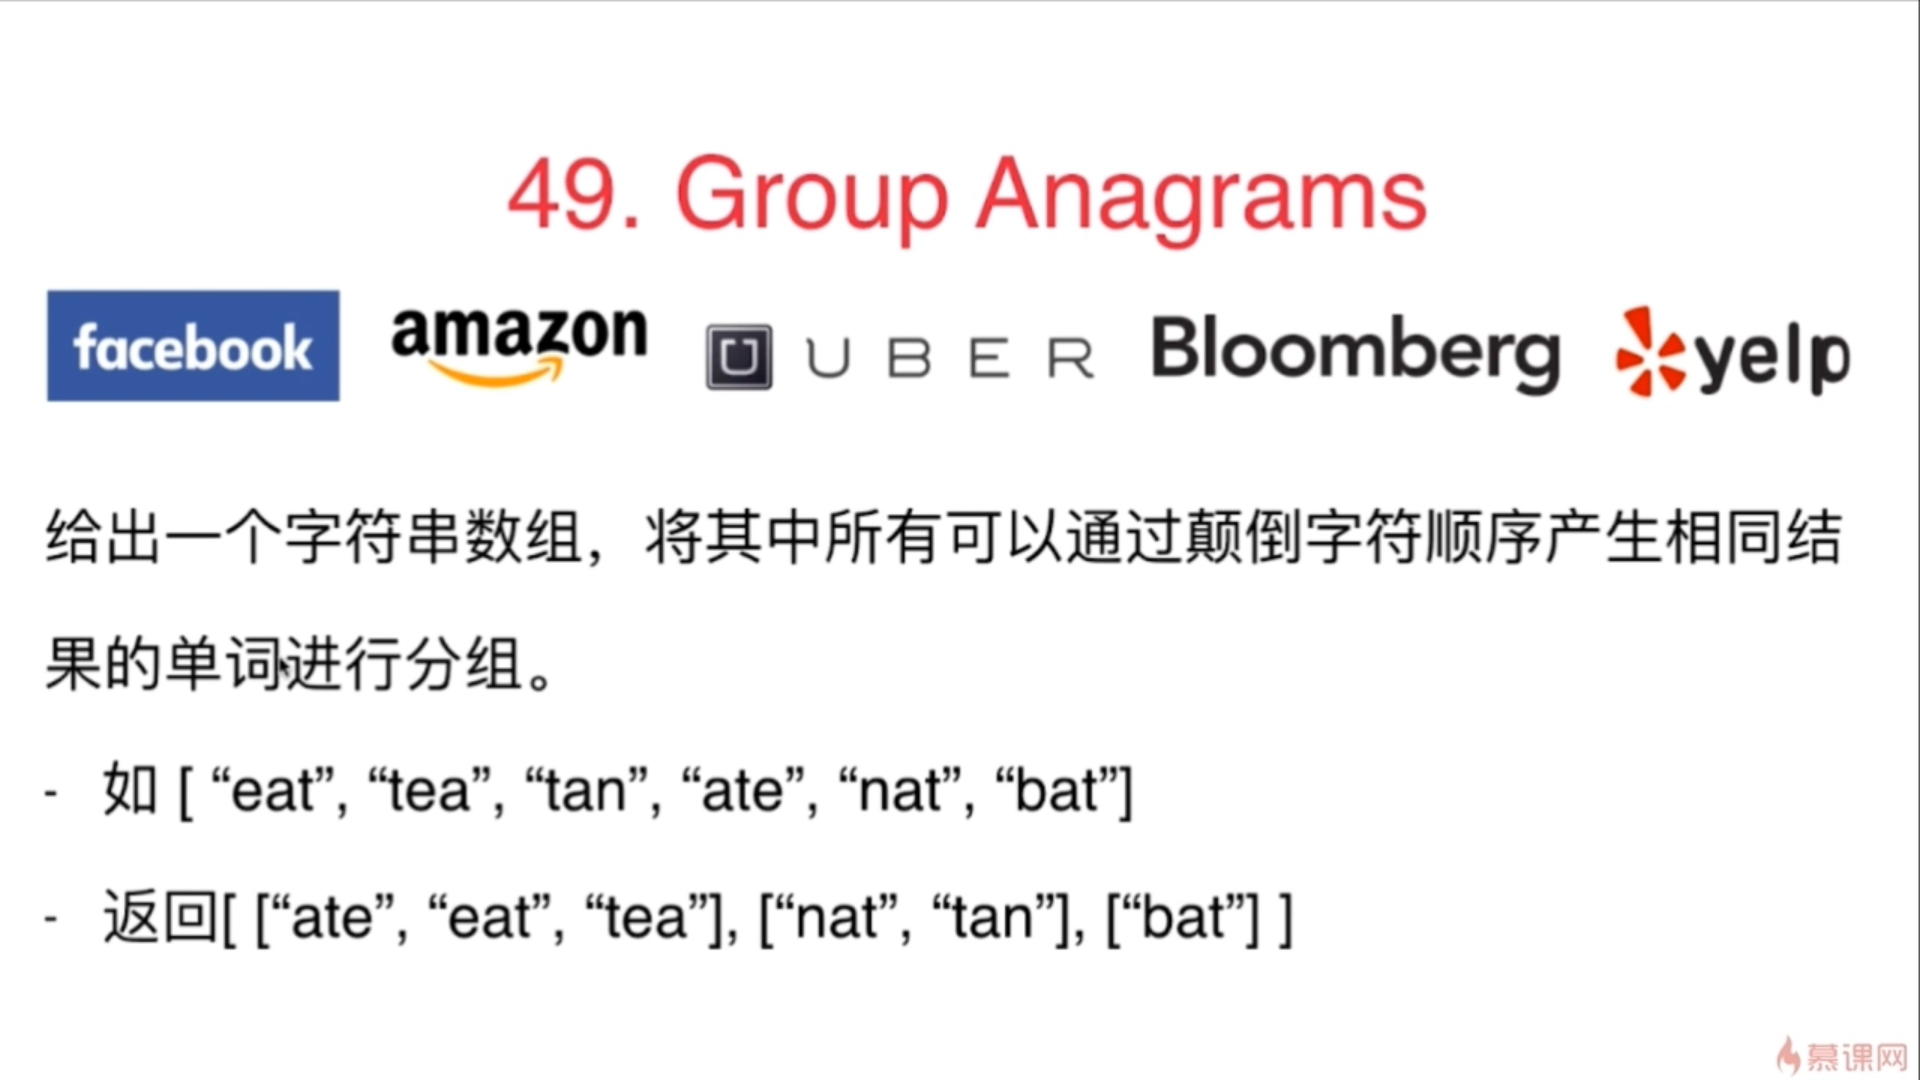 49. Group Anagrams
facebook amazon UBER Bloomberg yelp
给出一个字符串数组，将其中所有可以通过颠倒字符顺序产生相同结
果的单词进行分组。
- 如 [ “eat”, “tea”, “tan”, “ate”, “nat”, “bat”]
- 返回[ [“ate”, “eat”, “tea”], [“nat”, “tan”], [“bat”] ]
慕课网